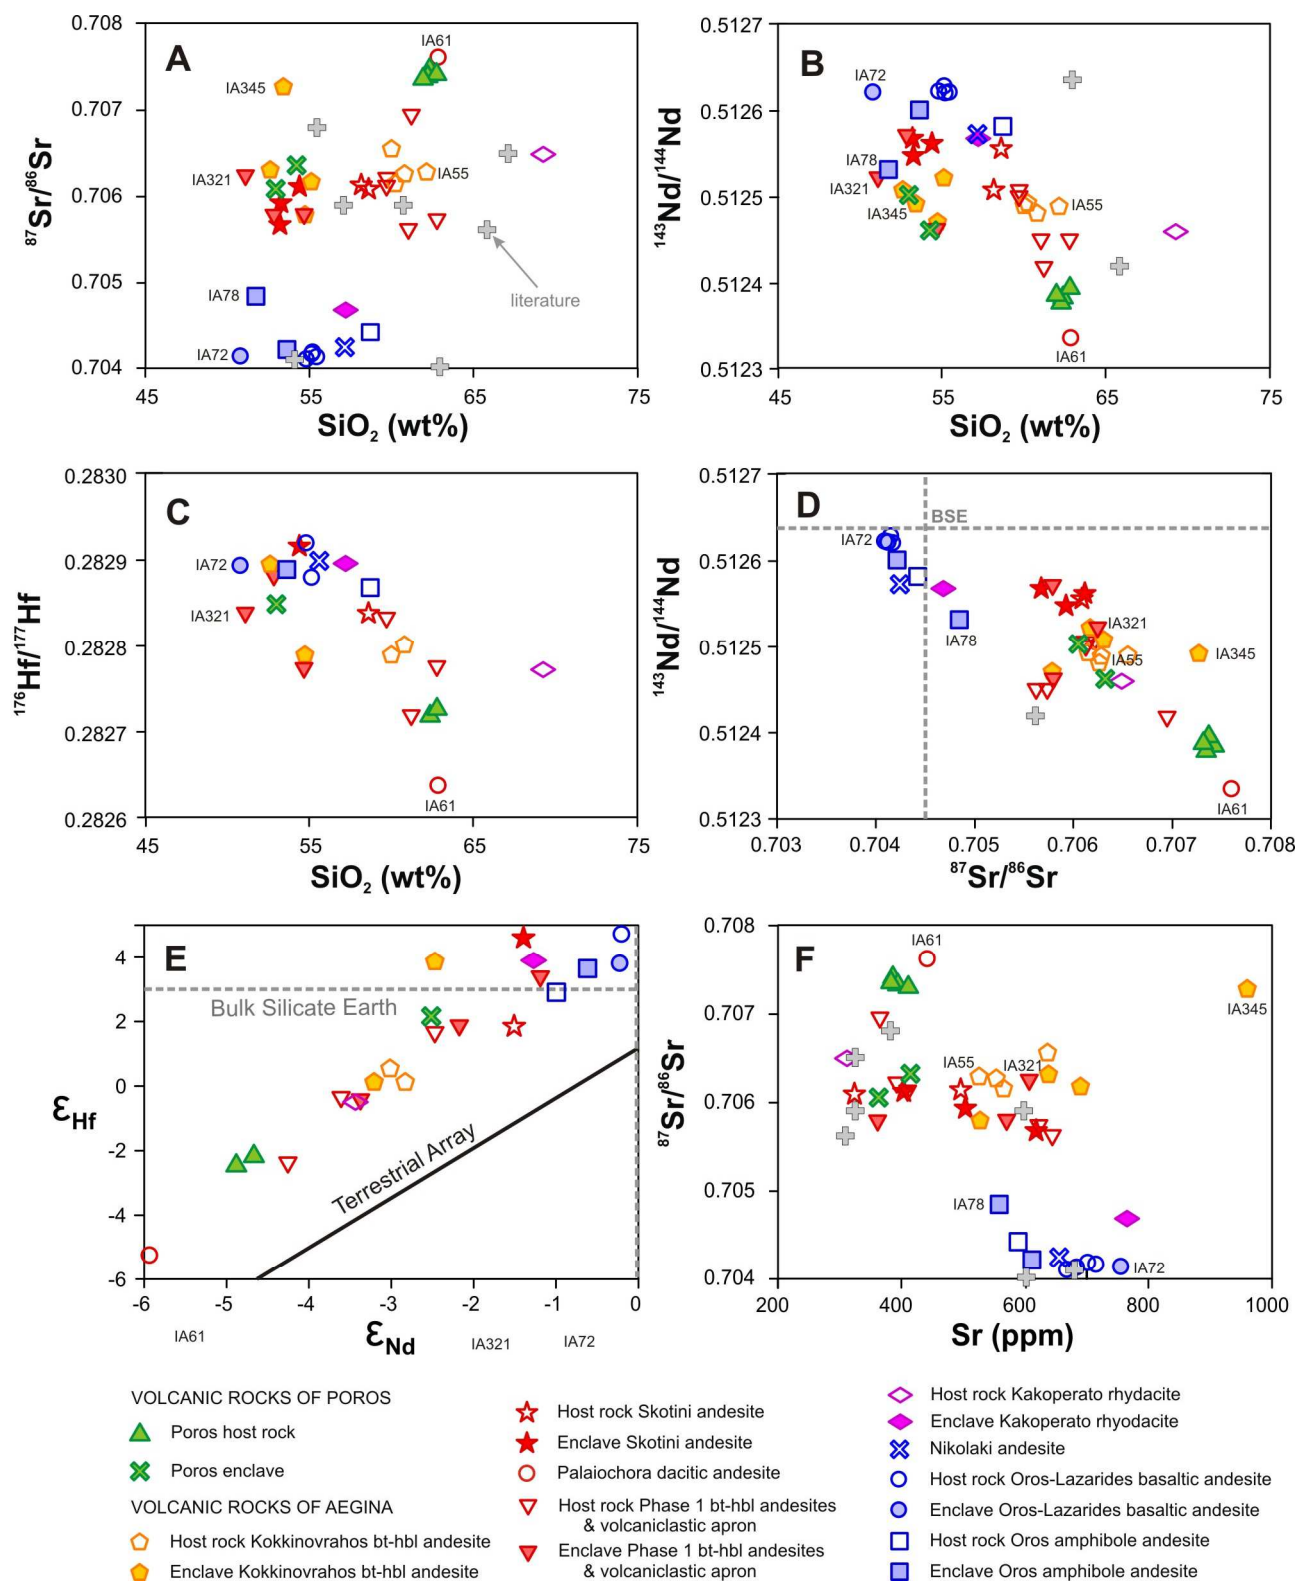 A
0.708
0.707
0.706
0.705
0.704
87Sr/86Sr
IA61
IA345
IA321
IA55
IA78
IA72
literature
45 55 65 75
SiO2 (wt%)
B
0.5127
0.5126
0.5125
0.5124
0.5123
143Nd/144Nd
IA72
IA78
IA321
IA345
IA55
IA61
45 55 65 75
SiO2 (wt%)
C
0.2830
0.2829
0.2828
0.2827
0.2826
176Hf/177Hf
IA72
IA321
IA61
45 55 65 75
SiO2 (wt%)
D
0.5127
0.5126
0.5125
0.5124
0.5123
143Nd/144Nd
BSE
IA72
IA78
IA321
IA55
IA345
IA61
0.703 0.704 0.705 0.706 0.707 0.708
87Sr/86Sr
E
4
2
0
-2
-4
-6
εHf
Bulk Silicate Earth
Terrestrial Array
-6 -5 -4 -3 -2 -1 0
εNd
IA61
IA321
IA72
F
0.708
0.707
0.706
0.705
0.704
87Sr/86Sr
IA61
IA345
IA55
IA321
IA78
IA72
200 400 600 800 1000
Sr (ppm)
VOLCANIC ROCKS OF POROS
Poros host rock
Poros enclave
VOLCANIC ROCKS OF AEGINA
Host rock Kokkinovrahos bt-hbl andesite
Enclave Kokkinovrahos bt-hbl andesite
Host rock Skotini andesite
Enclave Skotini andesite
Palaiochora dacitic andesite
Host rock Phase 1 bt-hbl andesites
& volcaniclastic apron
Enclave Phase 1 bt-hbl andesites
& volcaniclastic apron
Host rock Kakoperato rhydacite
Enclave Kakoperato rhyodacite
Nikolaki andesite
Host rock Oros-Lazarides basaltic andesite
Enclave Oros-Lazarides basaltic andesite
Host rock Oros amphibole andesite
Enclave Oros amphibole andesite